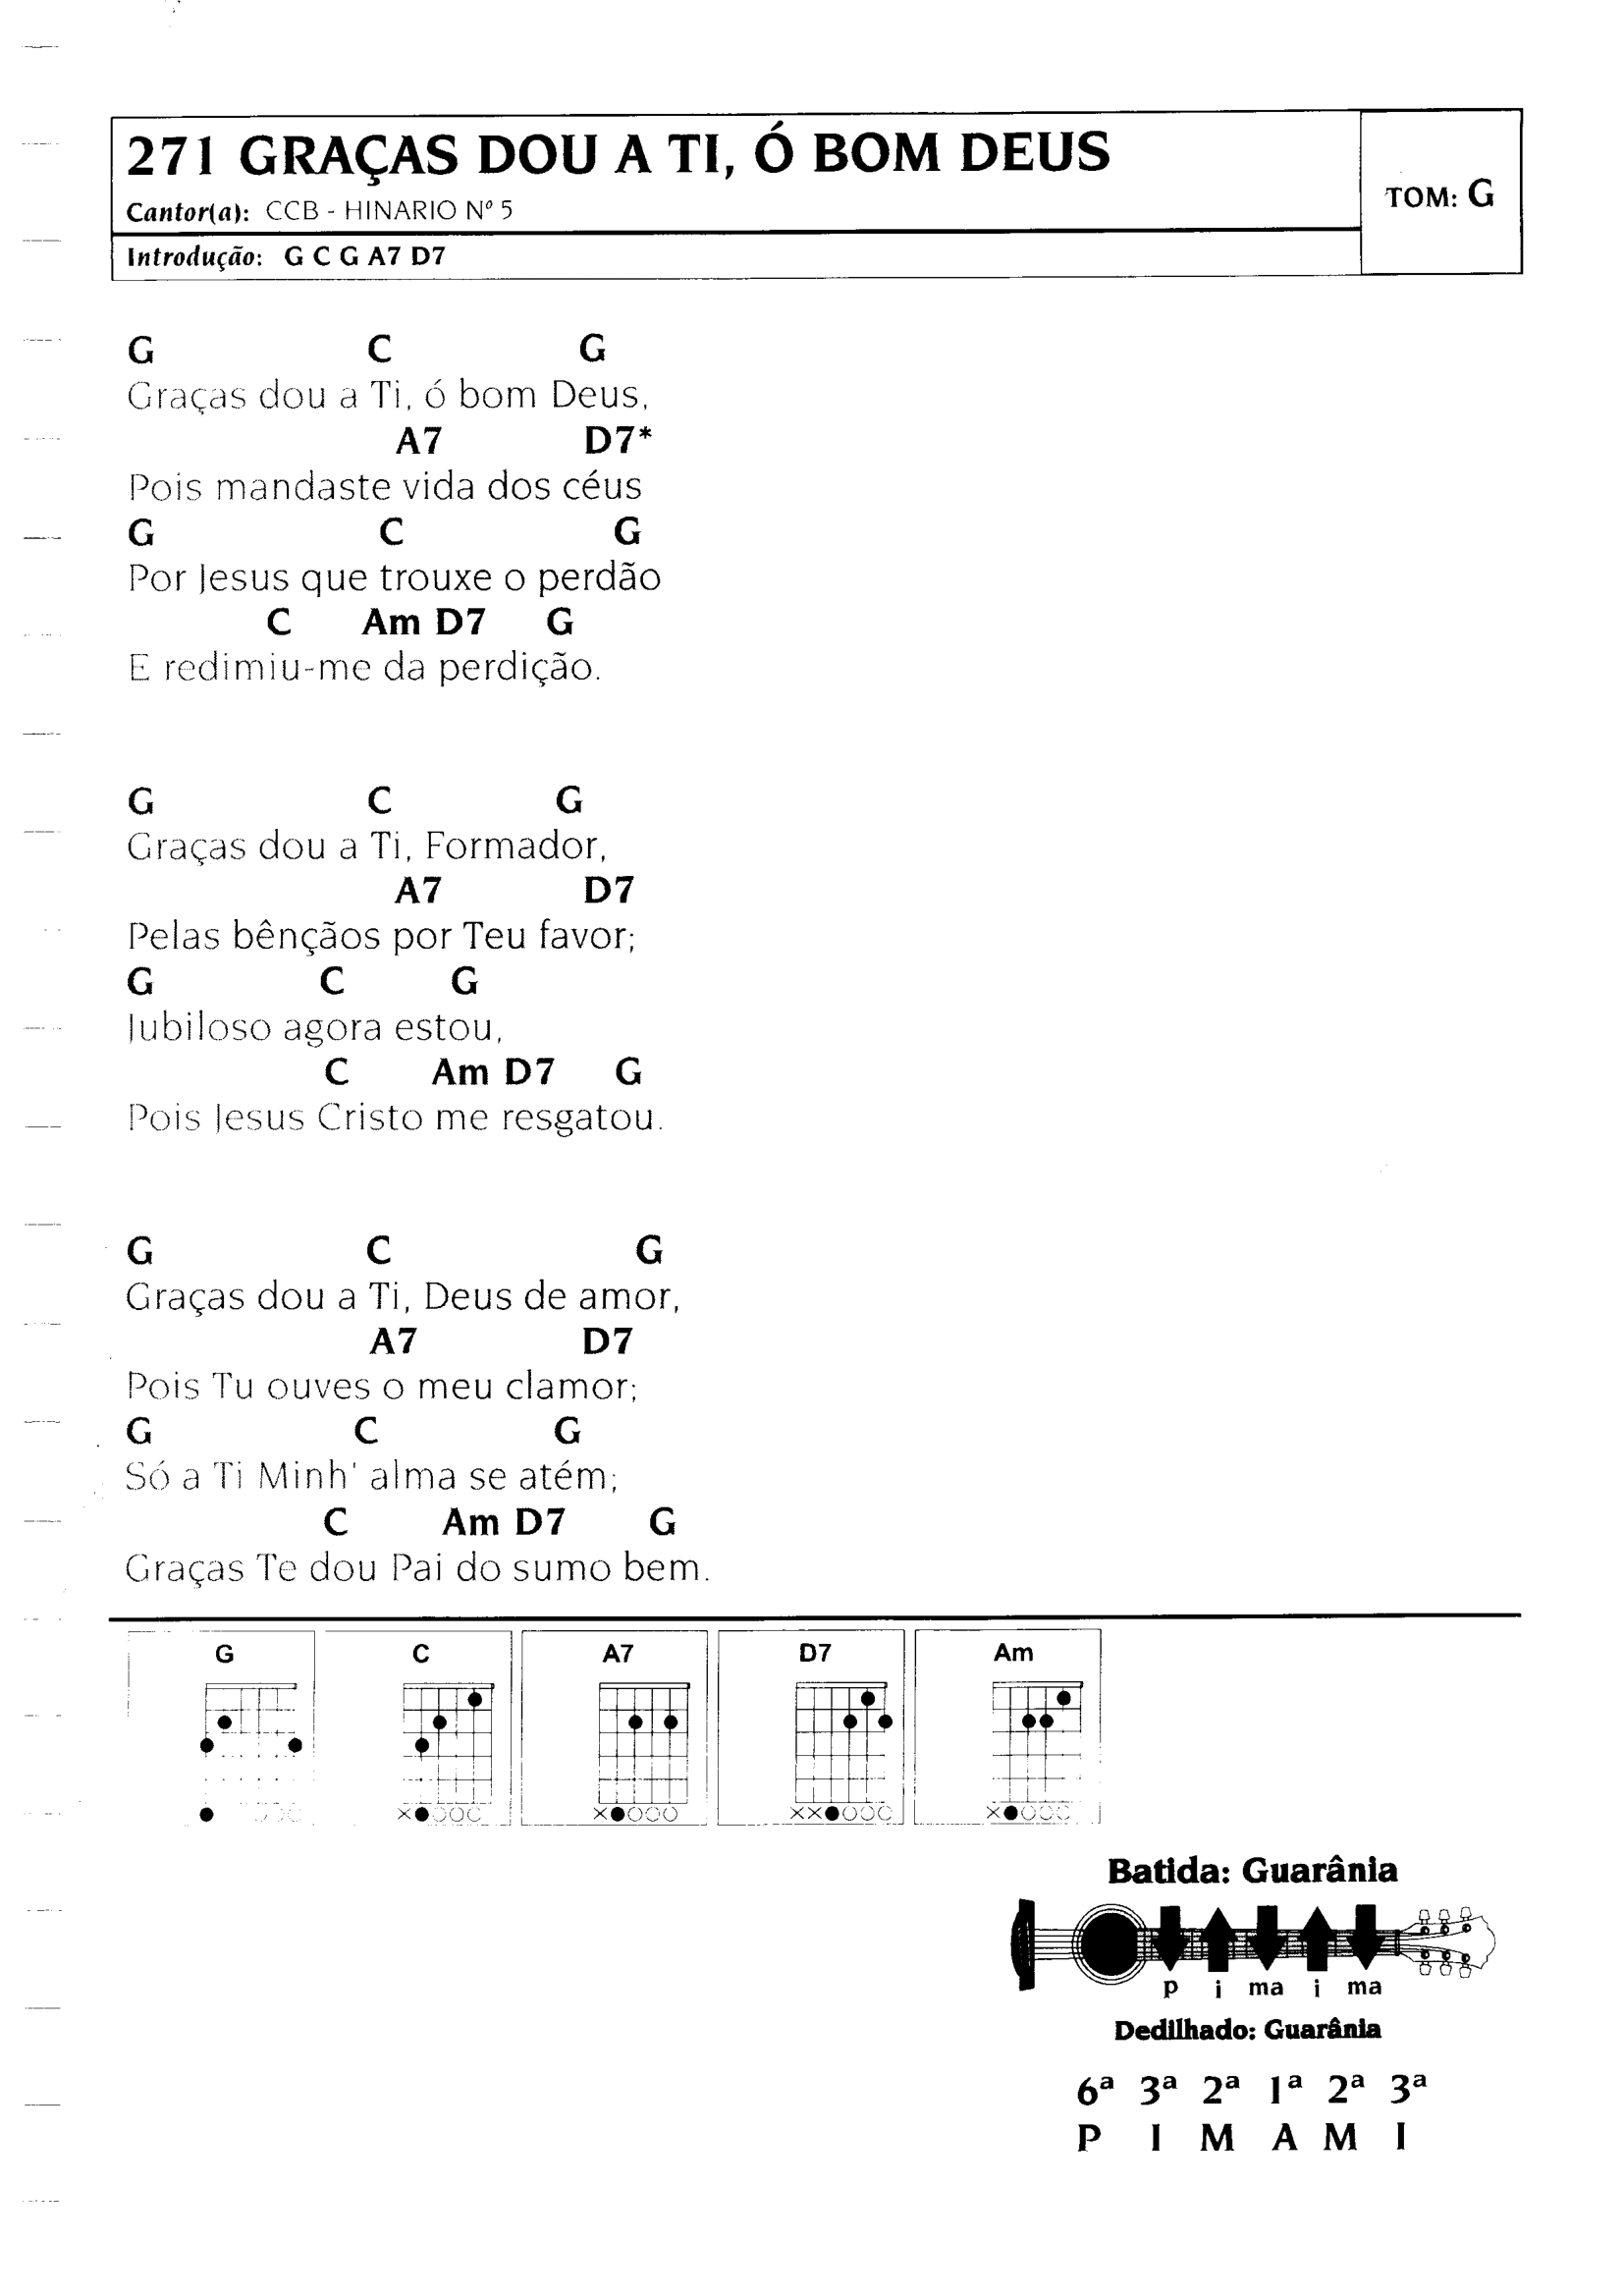 271 GRAÇAS DOU A TI, Ó BOM DEUS
Cantor(a): CCB - HINARIO Nº 5
TOM: G
Introdução: G C G A7 D7
G C G
Graças dou a Ti, ó bom Deus,
A7 D7*
Pois mandaste vida dos céus
G C G
Por Jesus que trouxe o perdão
C Am D7 G
E redimiu-me da perdição.
G C G
Graças dou a Ti, Formador,
A7 D7
Pelas bênçãos por Teu favor;
G C G
Jubiloso agora estou,
C Am D7 G
Pois Jesus Cristo me resgatou.
G C G
Graças dou a Ti, Deus de amor,
A7 D7
Pois Tu ouves o meu clamor;
G C G
Só a Ti Minh' alma se atém;
C Am D7 G
Graças Te dou Pai do sumo bem.
G C A7 D7 Am
Batida: Guarânia
p i ma i ma
Dedilhado: Guarânia
6ª 3ª 2ª 1ª 2ª 3ª
P I M A M I